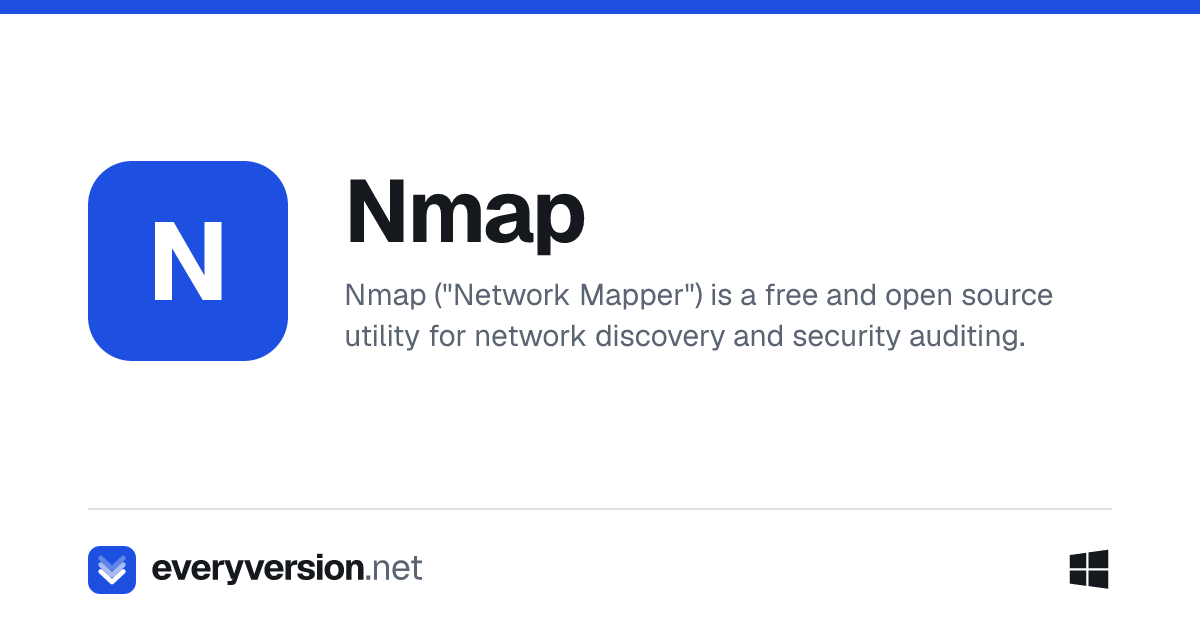 N
Nmap
Nmap ("Network Mapper") is a free and open source
utility for network discovery and security auditing.
everyversion.net